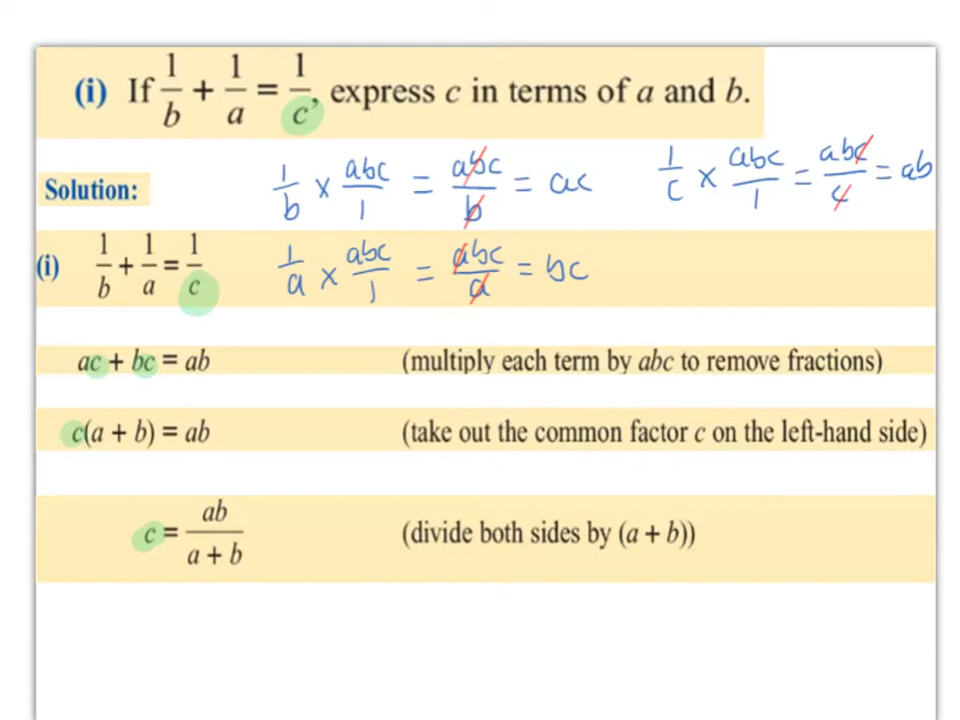 (i) If 1/b + 1/a = 1/c, express c in terms of a and b.
Solution:
1/b × abc/1 = abc/b = ac
1/c × abc/1 = abc/c = ab
(i) 1/b + 1/a = 1/c
1/a × abc/1 = abc/a = bc
ac + bc = ab (multiply each term by abc to remove fractions)
c(a + b) = ab (take out the common factor c on the left-hand side)
c = ab/(a + b) (divide both sides by (a + b))